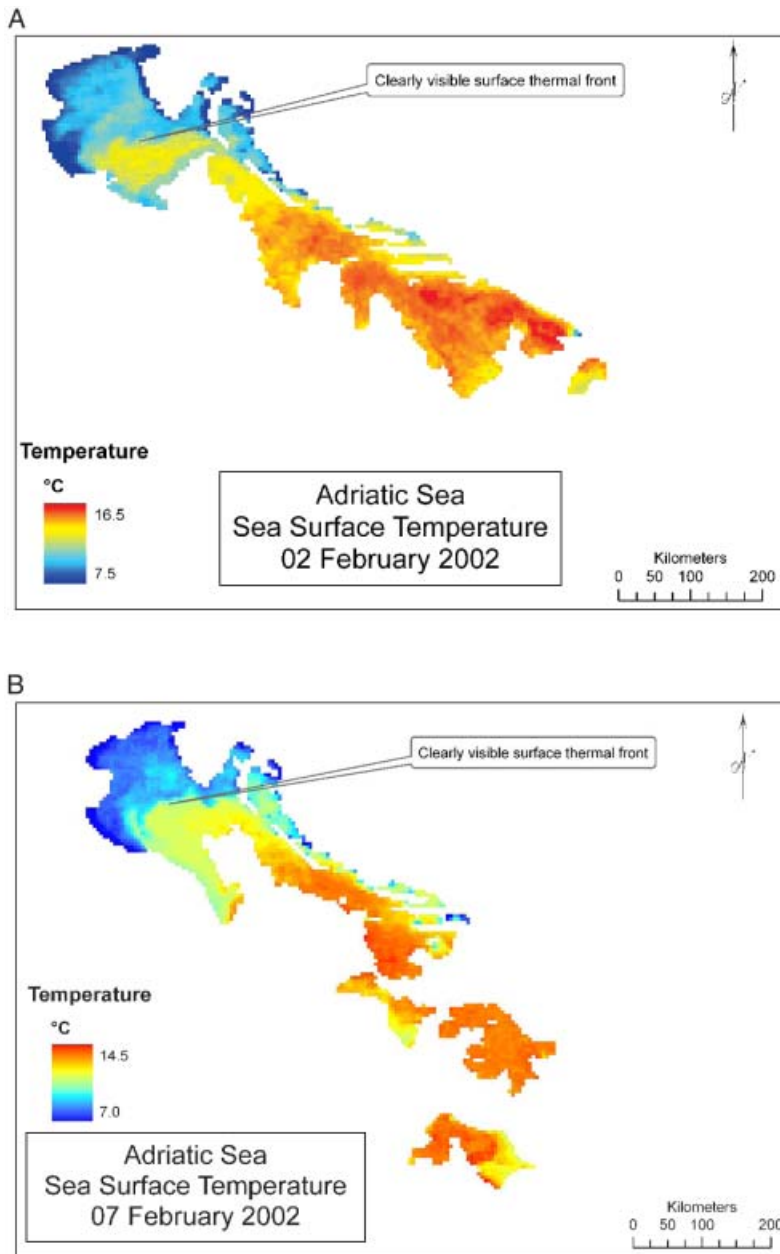 A
Clearly visible surface thermal front
Temperature
°C
16.5
7.5
Adriatic Sea
Sea Surface Temperature
02 February 2002
Kilometers
0 50 100 200
B
Clearly visible surface thermal front
Temperature
°C
14.5
7.0
Adriatic Sea
Sea Surface Temperature
07 February 2002
Kilometers
0 50 100 200